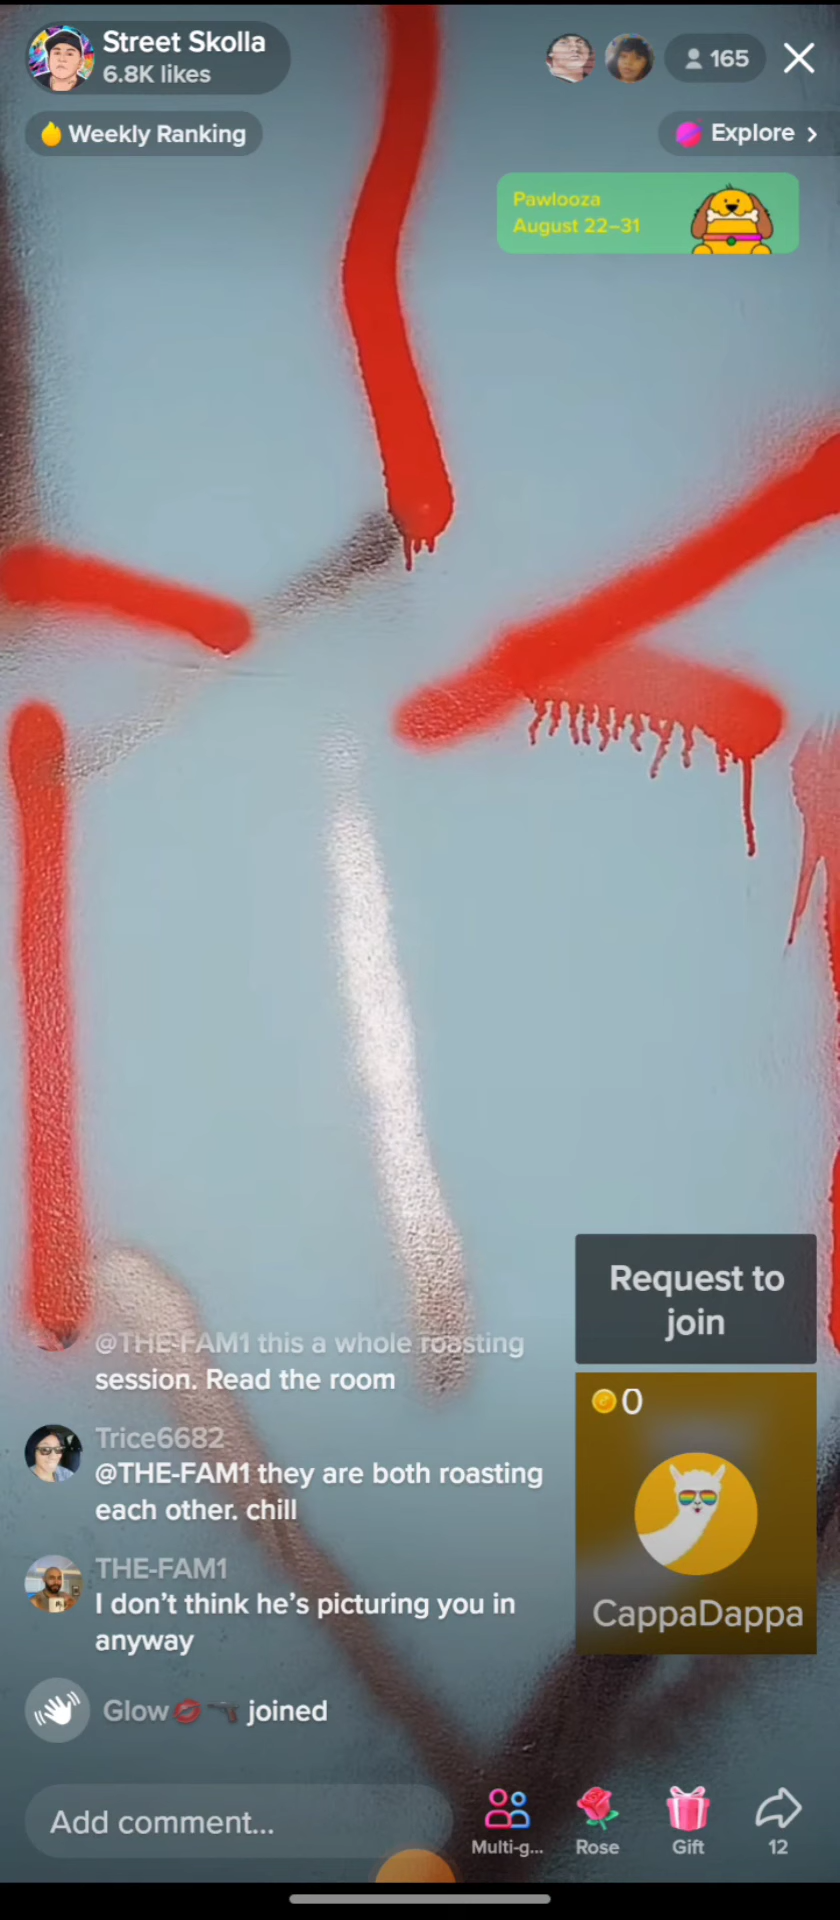 Street Skolla
6.8K likes
165
Weekly Ranking
Explore
Pawlooza
August 22–31
@THE-FAM1 this a whole roasting
session. Read the room
Trice6682
@THE-FAM1 they are both roasting
each other. chill
THE-FAM1
I don't think he's picturing you in
anyway
Glow💋🔫 joined
Request to
join
0
CappaDappa
Add comment...
Multi-g...
Rose
Gift
12